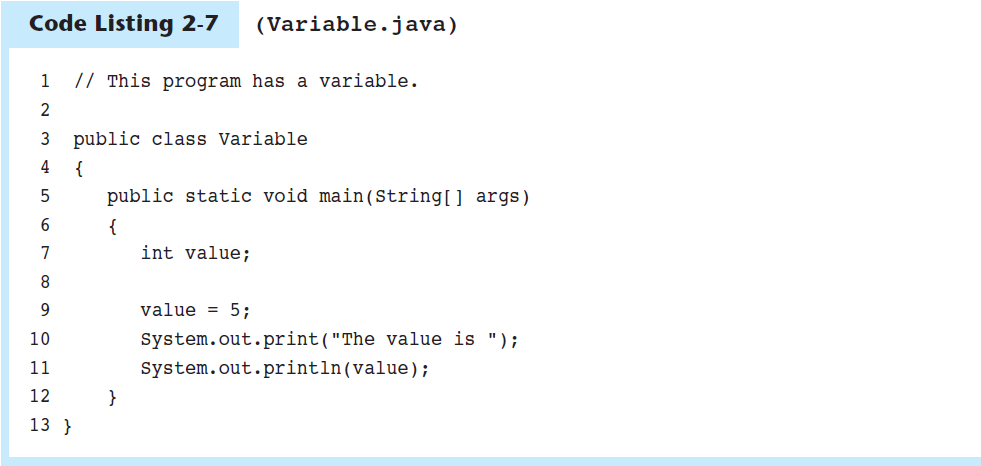 Code Listing 2-7 (Variable.java)
1 // This program has a variable.
2
3 public class Variable
4 {
5    public static void main(String[] args)
6    {
7       int value;
8
9       value = 5;
10       System.out.print("The value is ");
11       System.out.println(value);
12    }
13 }